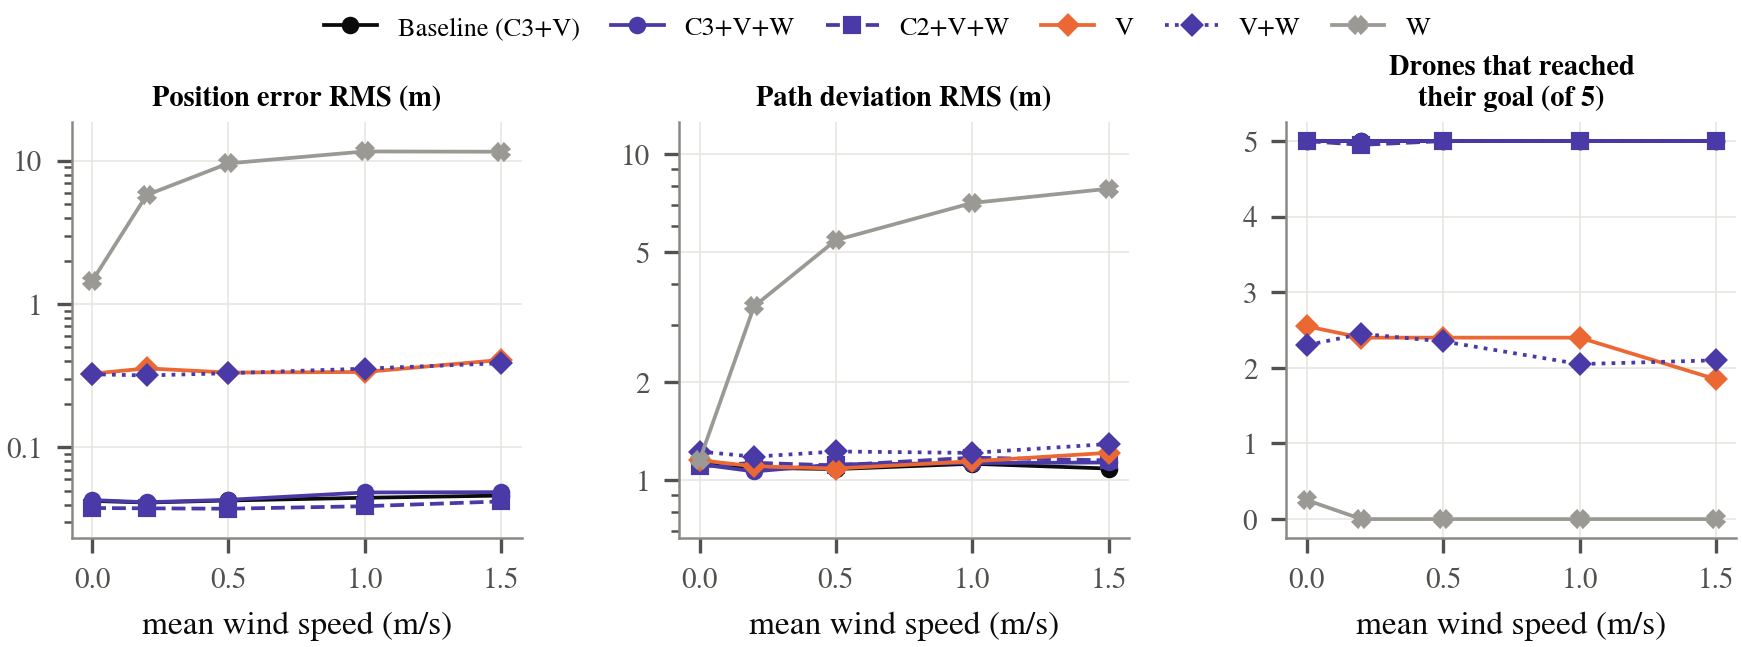 Baseline (C3+V) C3+V+W C2+V+W V V+W W
Position error RMS (m)
10
1
0.1
0.0 0.5 1.0 1.5
mean wind speed (m/s)
Path deviation RMS (m)
10
5
2
1
0.0 0.5 1.0 1.5
mean wind speed (m/s)
Drones that reached
their goal (of 5)
5
4
3
2
1
0
0.0 0.5 1.0 1.5
mean wind speed (m/s)